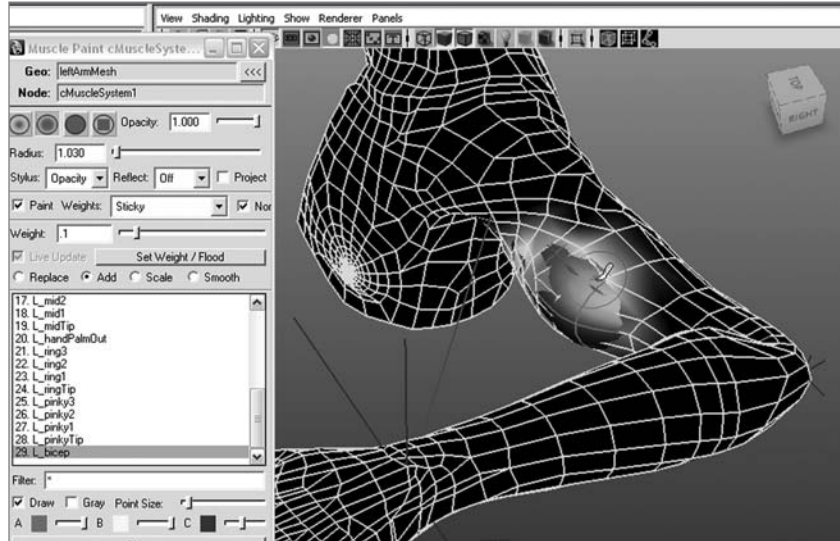 View Shading Lighting Show Renderer Panels
Muscle Paint cMuscleSyste...
Geo: leftArmMesh <<<
Node: cMuscleSystem1
Opacity: 1.000
Radius: 1.030
Stylus: Opacity Reflect: Off Project
Paint Weights: Sticky Nor
Weight: .1
Live Update Set Weight / Flood
Replace Add Scale Smooth
17. L_mid2
18. L_mid1
19. L_midTip
20. L_handPalmOut
21. L_ring3
22. L_ring2
23. L_ring1
24. L_ringTip
25. L_pinky3
26. L_pinky2
27. L_pinky1
28. L_pinkyTip
29. L_bicep
Filter: *
Draw Gray Point Size:
A B C
TOP
RIGHT